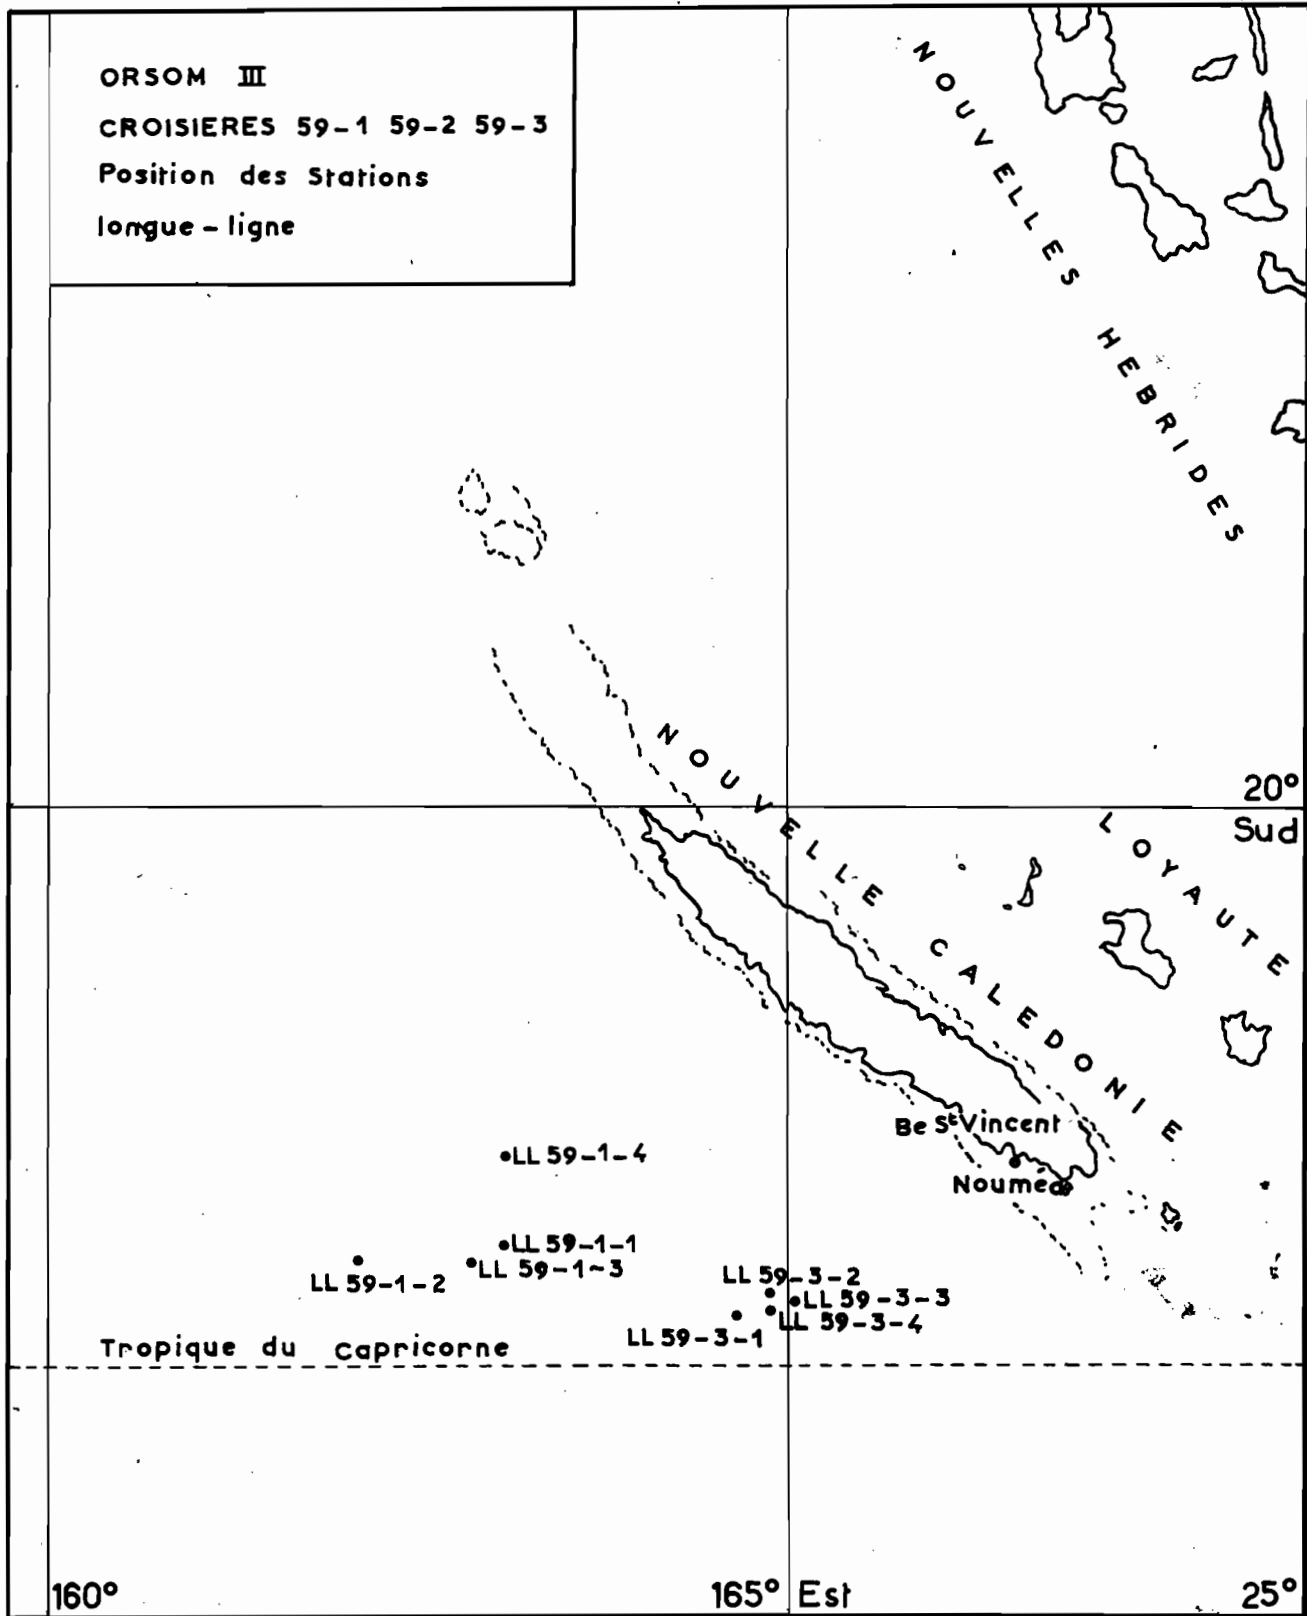 ORSOM III
CROISIERES 59-1 59-2 59-3
Position des Stations
longue-ligne
NOUVELLES HEBRIDES
NOUVELLE CALEDONIE
20°
Sud
LOYAUTE
Be St Vincent
Nouméa
LL 59-1-4
LL 59-1-1
LL 59-1~3
LL 59-1-2
LL 59-3-2
LL 59-3-3
LL 59-3-4
LL 59-3-1
Tropique du Capricorne
160°
165° Est
25°